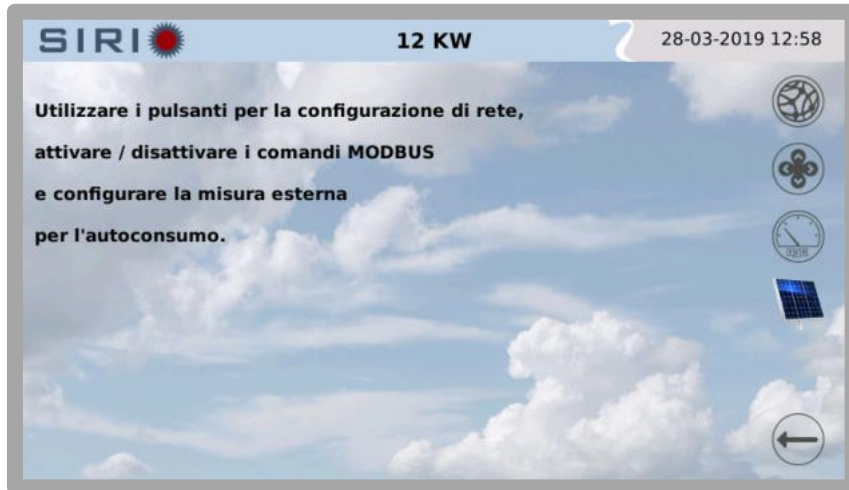 SIRI
12 KW
28-03-2019 12:58
Utilizzare i pulsanti per la configurazione di rete,
attivare / disattivare i comandi MODBUS
e configurare la misura esterna
per l'autoconsumo.